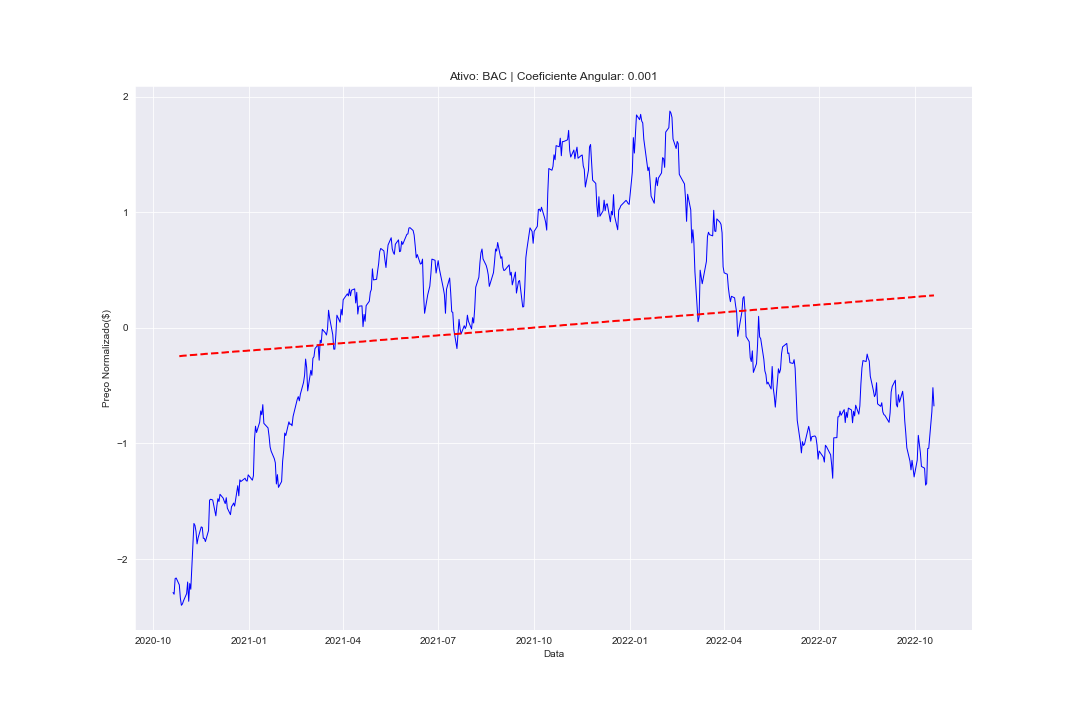 Ativo: BAC | Coeficiente Angular: 0.001
Preço Normalizado($)
2
1
0
−1
−2
2020-10 2021-01 2021-04 2021-07 2021-10 2022-01 2022-04 2022-07 2022-10
Data